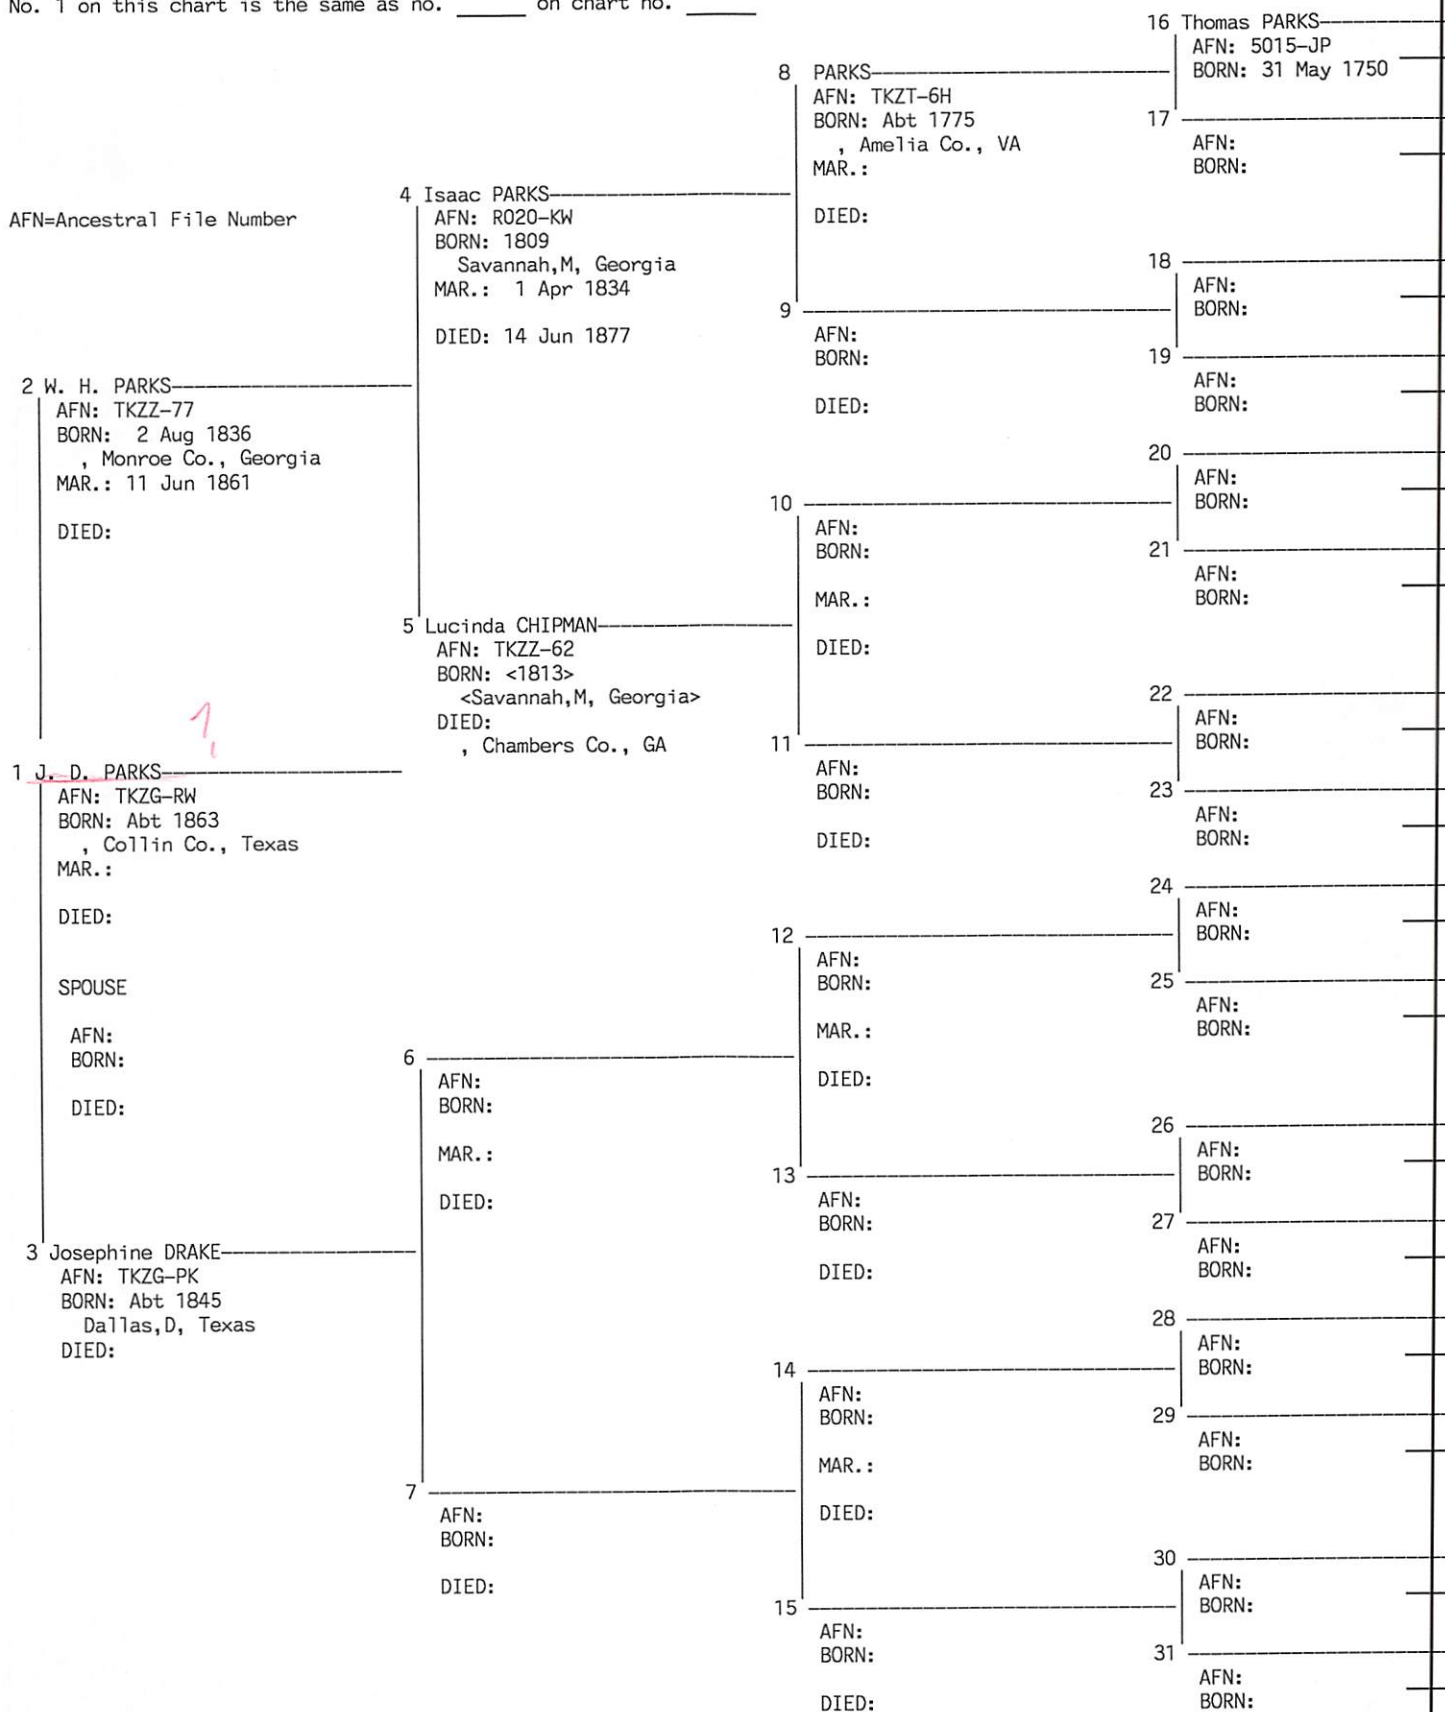 No. 1 on this chart is the same as no. ______ on chart no. ______
AFN=Ancestral File Number
2 W. H. PARKS
AFN: TKZZ-77
BORN: 2 Aug 1836
, Monroe Co., Georgia
MAR.: 11 Jun 1861
DIED:
1,
1 J. D. PARKS
AFN: TKZG-RW
BORN: Abt 1863
, Collin Co., Texas
MAR.:
DIED:
SPOUSE
AFN:
BORN:
DIED:
3 Josephine DRAKE
AFN: TKZG-PK
BORN: Abt 1845
Dallas,D, Texas
DIED:
4 Isaac PARKS
AFN: R020-KW
BORN: 1809
Savannah,M, Georgia
MAR.: 1 Apr 1834
DIED: 14 Jun 1877
5 Lucinda CHIPMAN
AFN: TKZZ-62
BORN: <1813>
<Savannah,M, Georgia>
DIED:
, Chambers Co., GA
6
AFN:
BORN:
MAR.:
DIED:
7
AFN:
BORN:
DIED:
8 PARKS
AFN: TKZT-6H
BORN: Abt 1775
, Amelia Co., VA
MAR.:
DIED:
9
AFN:
BORN:
DIED:
10
AFN:
BORN:
MAR.:
DIED:
11
AFN:
BORN:
DIED:
12
AFN:
BORN:
MAR.:
DIED:
13
AFN:
BORN:
DIED:
14
AFN:
BORN:
MAR.:
DIED:
15
AFN:
BORN:
DIED:
16 Thomas PARKS
AFN: 5015-JP
BORN: 31 May 1750
17
AFN:
BORN:
18
AFN:
BORN:
19
AFN:
BORN:
20
AFN:
BORN:
21
AFN:
BORN:
22
AFN:
BORN:
23
AFN:
BORN:
24
AFN:
BORN:
25
AFN:
BORN:
26
AFN:
BORN:
27
AFN:
BORN:
28
AFN:
BORN:
29
AFN:
BORN:
30
AFN:
BORN:
31
AFN:
BORN: